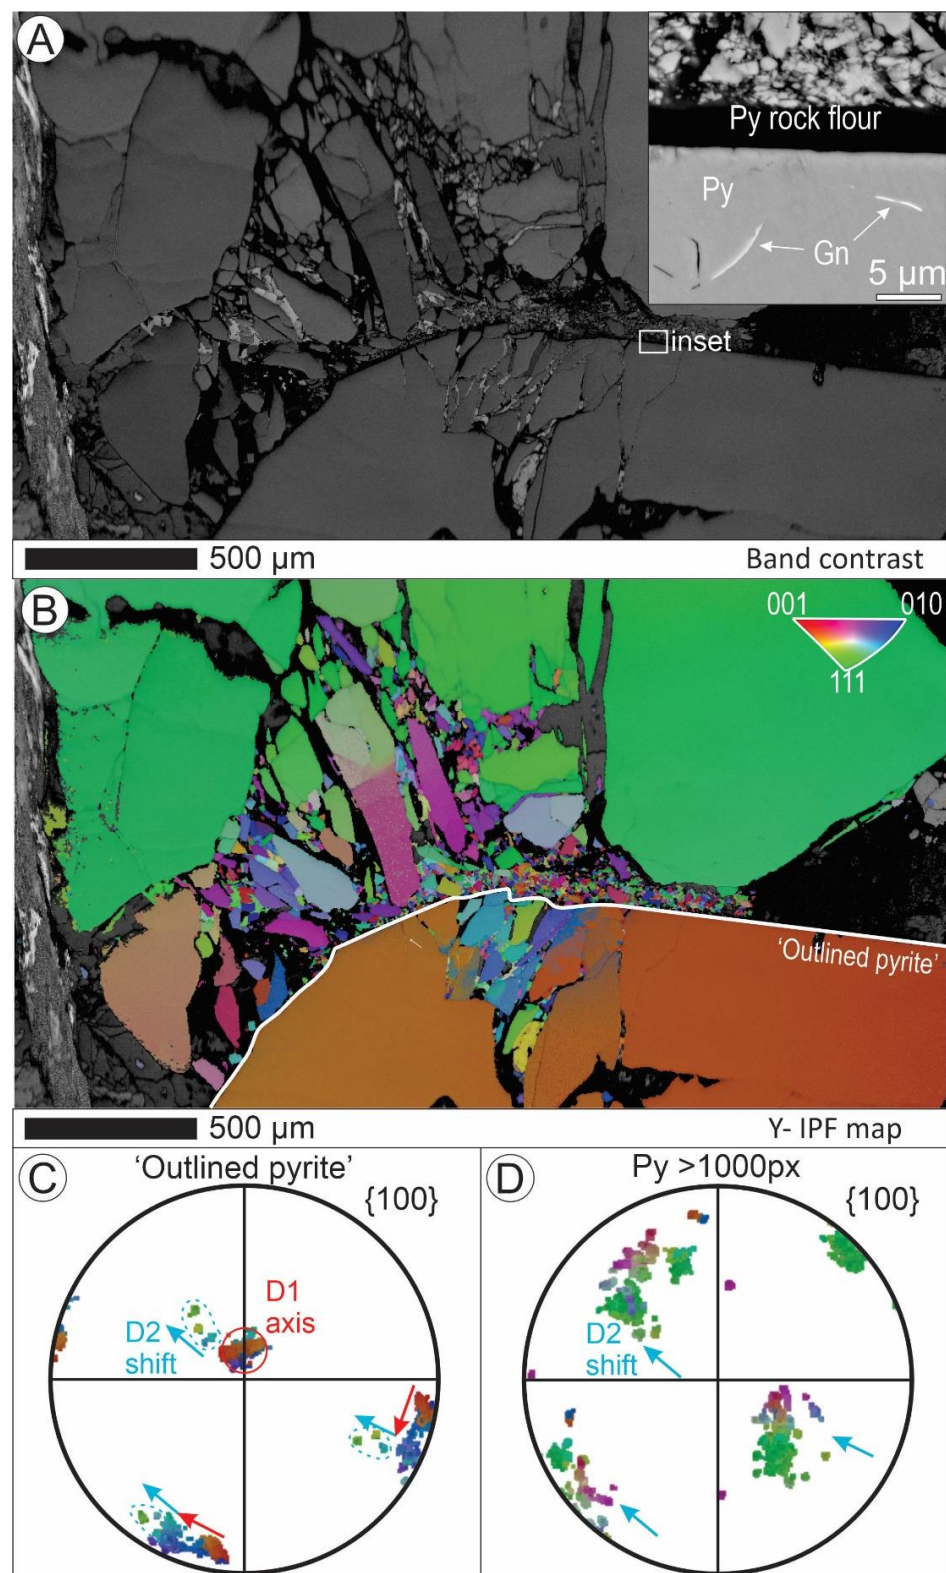 A
Py rock flour
Py
Gn
5 µm
inset
500 µm
Band contrast
B
001
010
111
'Outlined pyrite'
500 µm
Y- IPF map
C
'Outlined pyrite'
{100}
D1
axis
D2
shift
D
Py >1000px
{100}
D2
shift